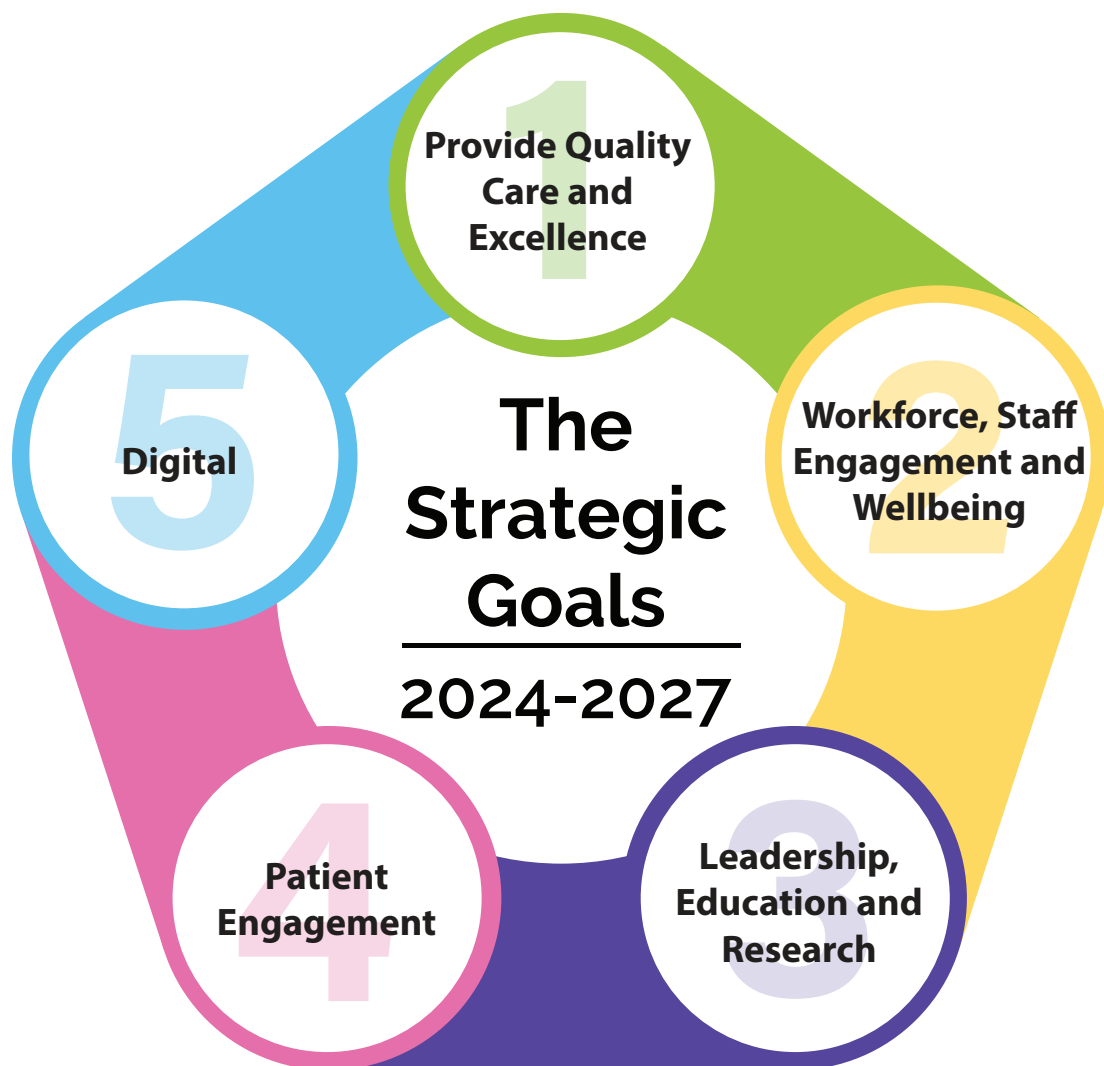 The
Strategic
Goals
2024-2027
1
Provide Quality
Care and
Excellence
2
Workforce, Staff
Engagement and
Wellbeing
3
Leadership,
Education and
Research
4
Patient
Engagement
5
Digital